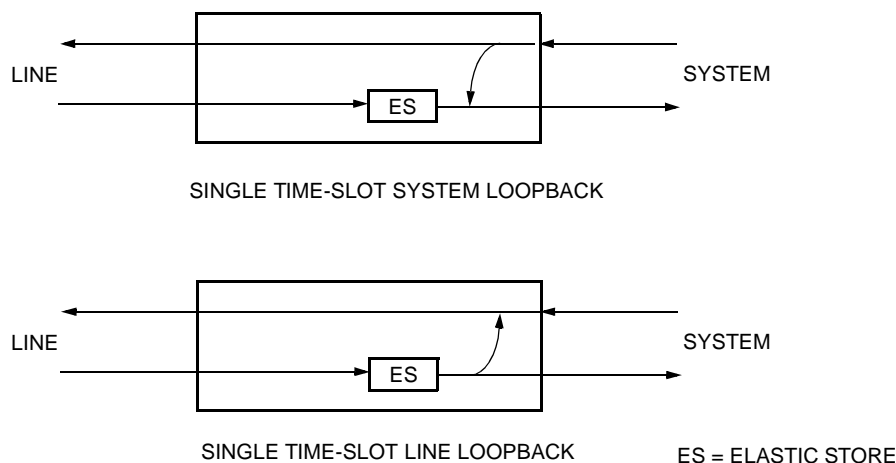 LINE
SYSTEM
ES
SINGLE TIME-SLOT SYSTEM LOOPBACK
LINE
SYSTEM
ES
SINGLE TIME-SLOT LINE LOOPBACK
ES = ELASTIC STORE